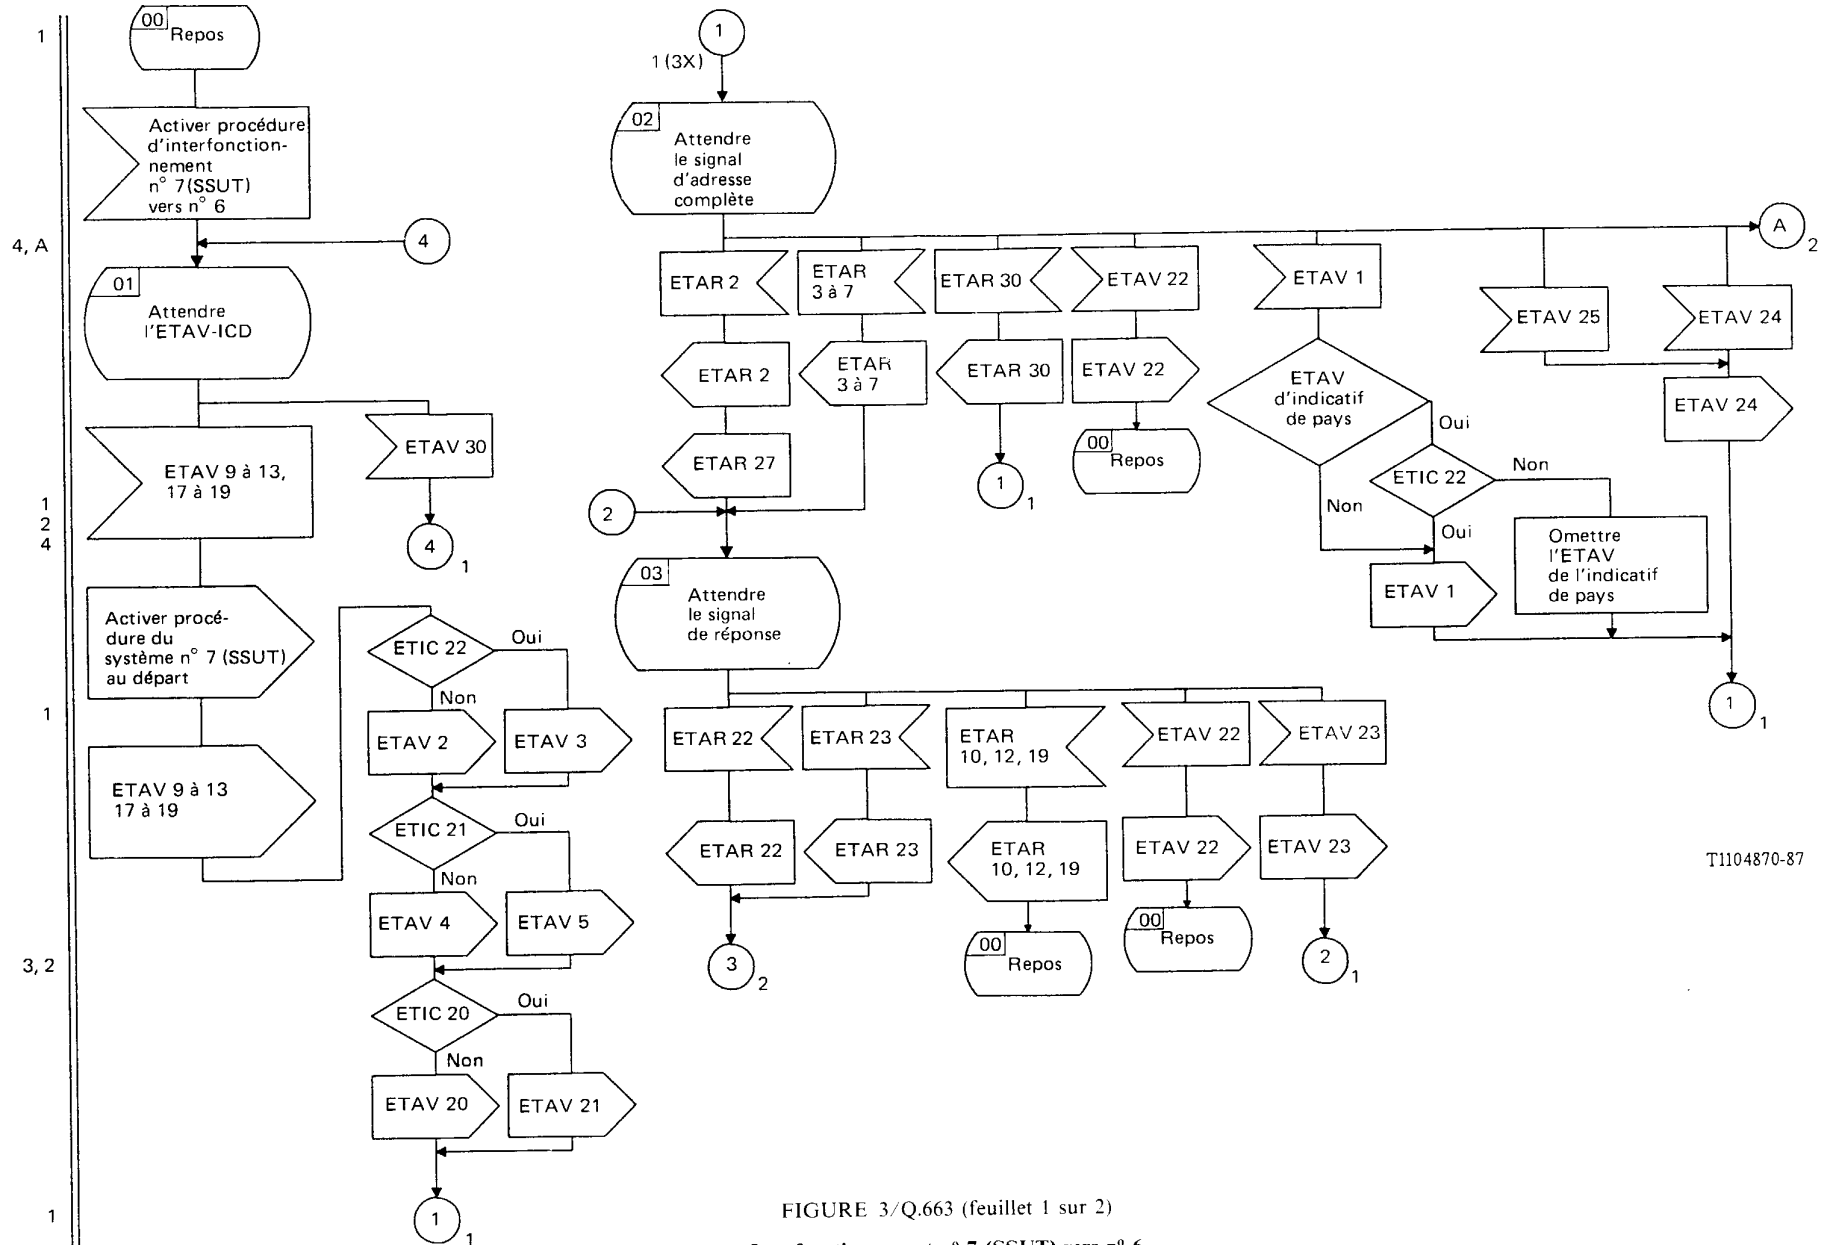 1
4, A
1
2
4
1
3, 2
1
00
Repos
Activer procédure
d'interfonction-
nement
n° 7(SSUT)
vers n° 6
4
01
Attendre
l'ETAV-ICD
ETAV 9 à 13,
17 à 19
ETAV 30
4
1
Activer procé-
dure du
système n° 7 (SSUT)
au départ
ETAV 9 à 13
17 à 19
ETIC 22
Oui
Non
ETAV 2
ETAV 3
ETIC 21
Oui
Non
ETAV 4
ETAV 5
ETIC 20
Oui
Non
ETAV 20
ETAV 21
1
1
1
1 (3X)
02
Attendre
le signal
d'adresse
complète
A
2
ETAR 2
ETAR
3 à 7
ETAR 30
ETAV 22
ETAV 1
ETAV 25
ETAV 24
ETAR 2
ETAR
3 à 7
ETAR 30
ETAV 22
ETAV
d'indicatif
de pays
ETAV 24
Oui
ETAR 27
1
1
00
Repos
ETIC 22
Non
Non
Oui
2
Omettre
l'ETAV
de l'indicatif
de pays
ETAV 1
1
1
03
Attendre
le signal
de réponse
ETAR 22
ETAR 23
ETAR
10, 12, 19
ETAV 22
ETAV 23
ETAR 22
ETAR 23
ETAR
10, 12, 19
ETAV 22
ETAV 23
3
2
00
Repos
00
Repos
2
1
T1104870-87
FIGURE 3/Q.663 (feuillet 1 sur 2)